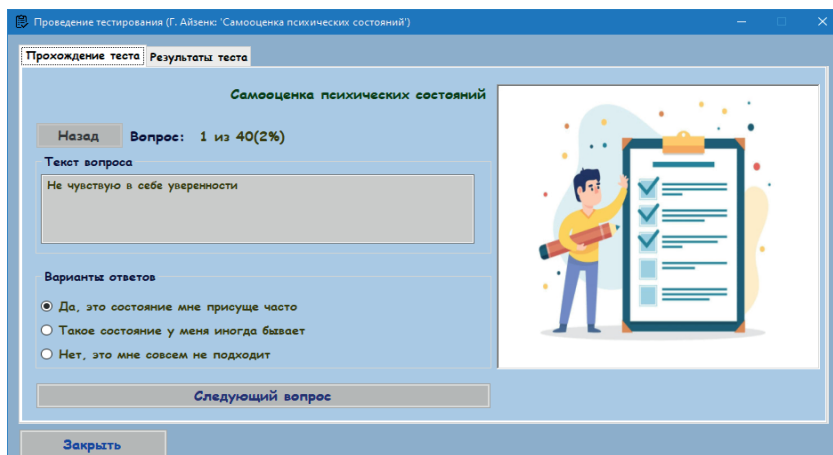 Проведение тестирования (Г. Айзенк: 'Самооценка психических состояний')
Прохождение теста Результаты теста
Самооценка психических состояний
Назад Вопрос: 1 из 40(2%)
Текст вопроса
Не чувствую в себе уверенности
Варианты ответов
Да, это состояние мне присуще часто
Такое состояние у меня иногда бывает
Нет, это мне совсем не подходит
Следующий вопрос
Закрыть